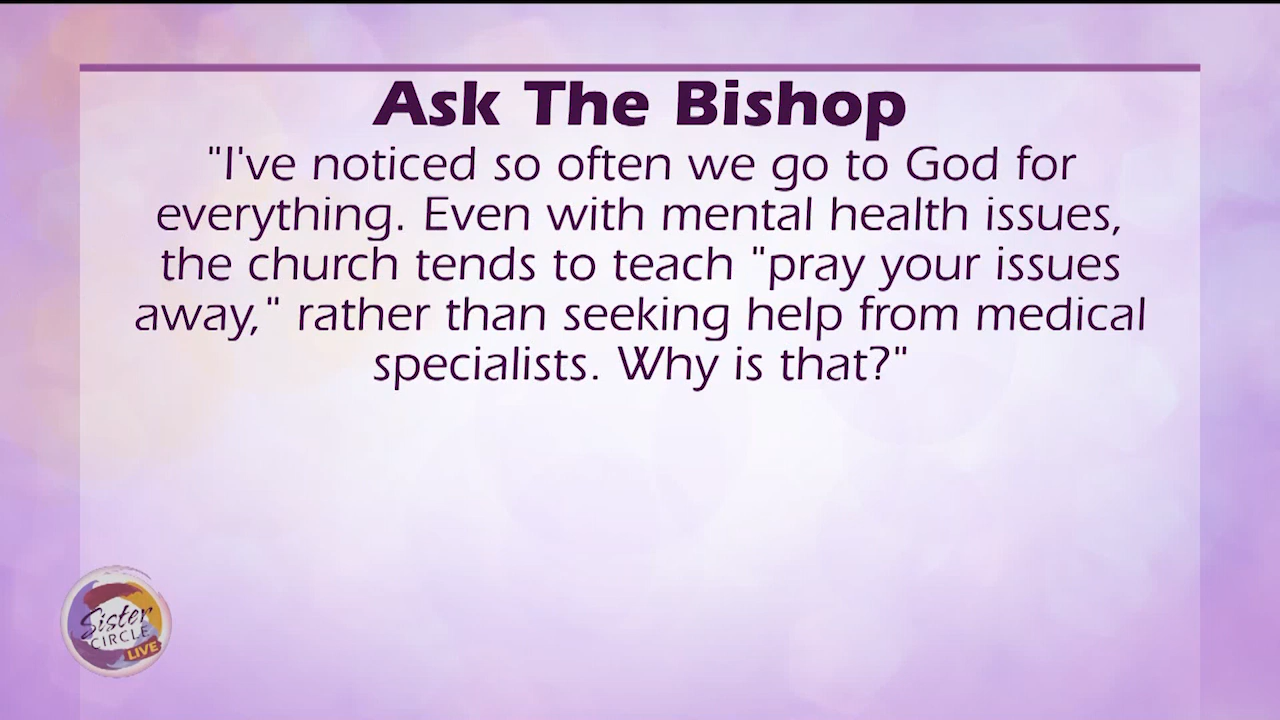 Ask The Bishop
"I've noticed so often we go to God for
everything. Even with mental health issues,
the church tends to teach "pray your issues
away," rather than seeking help from medical
specialists. Why is that?"
Sister
CIRCLE
LIVE